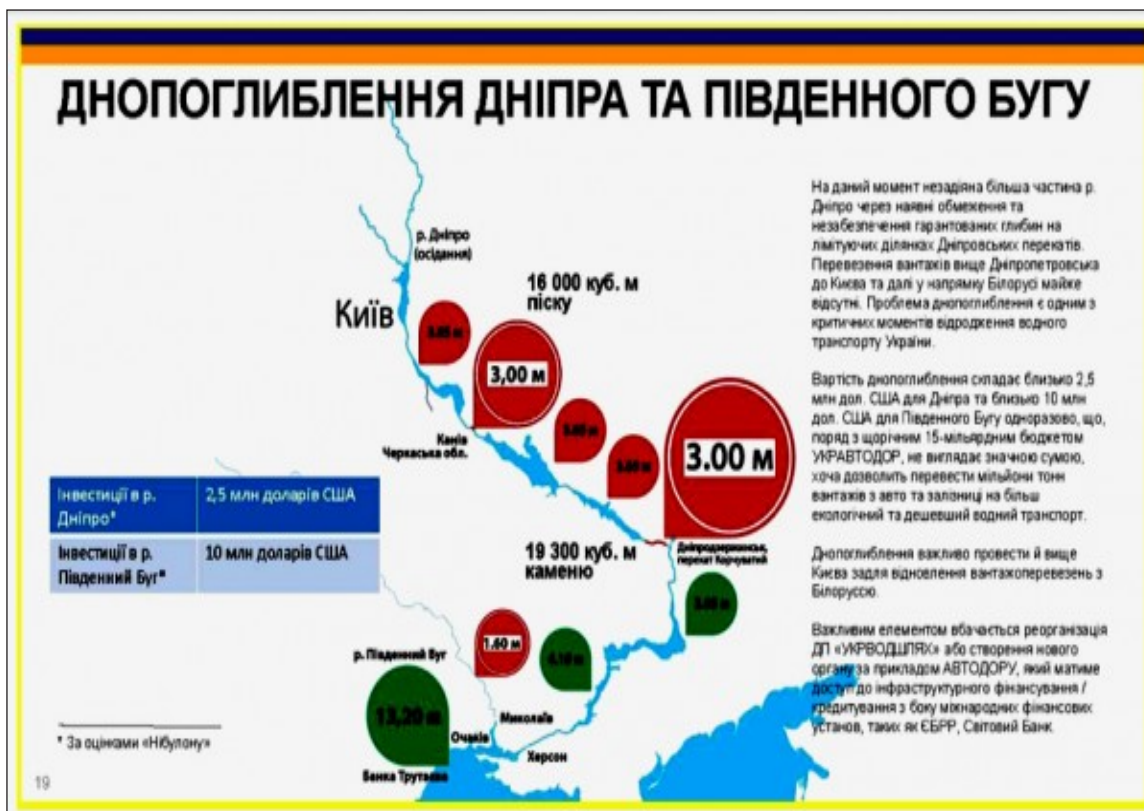 ДНОПОГЛИБЛЕННЯ ДНІПРА ТА ПІВДЕННОГО БУГУ
р. Дніпро
(осідання)
Київ
16 000 куб. м
піску
3,00 м
Канів
Черкаська обл.
3.00 м
19 300 куб. м
каменю
Дніпродзержинськ,
перекат Корчуватий
1.60 м
р. Південний Буг
13,20 м
Миколаїв
Очаків
Херсон
Банка Трутаєва
Інвестиції в р.
Дніпро*
2,5 млн доларів США
Інвестиції в р.
Південний Буг*
10 млн доларів США
* За оцінками «Нібулону»
19
На даний момент незадіяна більша частина р.
Дніпро через наявні обмеження та
незабезпечення гарантованих глибин на
лімітуючих ділянках Дніпровських перекатів.
Перевезення вантажів вище Дніпропетровська
до Києва та далі у напрямку Білорусі майже
відсутні. Проблема днопоглиблення є одним з
критичних моментів відродження водного
транспорту України.
Вартість днопоглиблення складає близько 2,5
млн дол. США для Дніпра та близько 10 млн
дол. США для Південного Бугу одноразово, що,
поряд з щорічним 15-мільярдним бюджетом
УКРАВТОДОР, не виглядає значною сумою,
хоча дозволить перевести мільйони тонн
вантажів з авто та залізниці на більш
екологічний та дешевший водний транспорт.
Днопоглиблення важливо провести й вище
Києва задля відновлення вантажоперевезень з
Білоруссю.
Важливим елементом вбачається реорганізація
ДП «УКРВОДШЛЯХ» або створення нового
органу за прикладом АВТОДОРУ, який матиме
доступ до інфраструктурного фінансування /
кредитування з боку міжнародних фінансових
установ, таких як ЄБРР, Світовий Банк